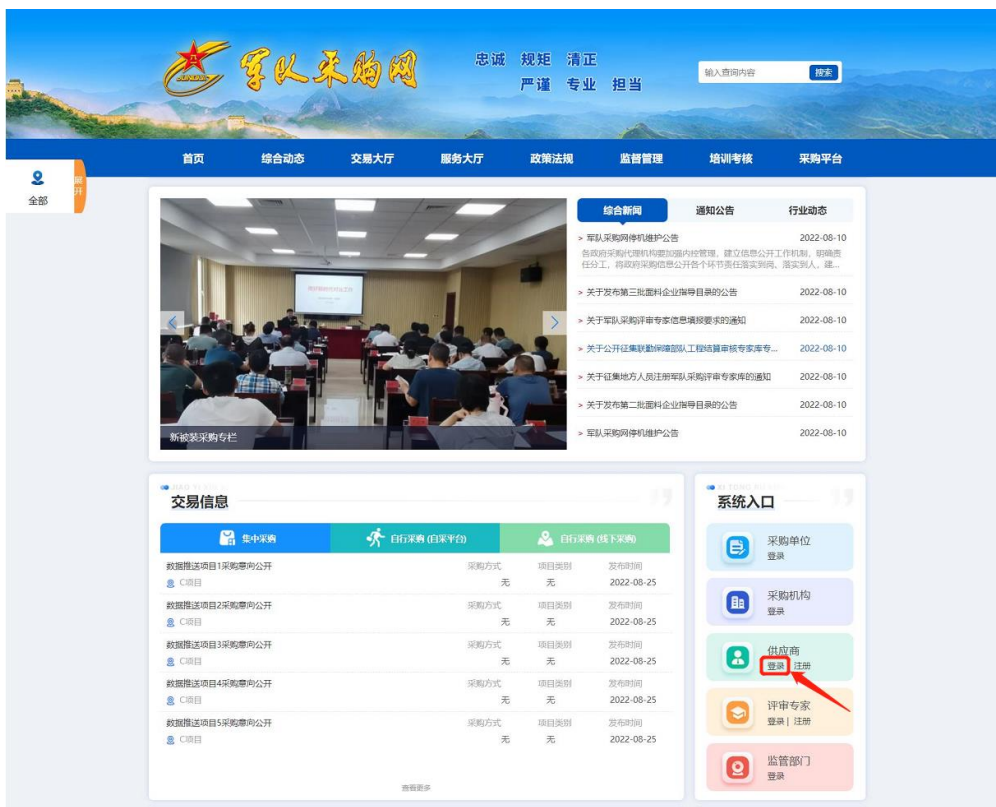 军队采购网
忠诚 规矩 清正
严谨 专业 担当
输入查询内容
搜索
首页 综合动态 交易大厅 服务大厅 政策法规 监督管理 培训考核 采购平台
全部
展开
新被装采购专栏
综合新闻 通知公告 行业动态
> 军队采购网停机维护公告 2022-08-10
各政府采购代理机构要加强内控管理，建立信息公开工作机制，明确责
任分工，将政府采购信息公开各个环节责任落实到岗、落实到人，建...
> 关于发布第三批面料企业指导目录的公告 2022-08-10
> 关于军队采购评审专家信息填报要求的通知 2022-08-10
> 关于公开征集联勤保障部队工程结算审核专家库专... 2022-08-10
> 关于征集地方人员注册军队采购评审专家库的通知 2022-08-10
> 关于发布第二批面料企业指导目录的公告 2022-08-10
> 军队采购网停机维护公告 2022-08-10
交易信息
集中采购 自行采购 (自采平台) 自行采购 (线下采购)
数据推送项目1采购意向公开 采购方式 项目类别 发布时间
C项目 无 无 2022-08-25
数据推送项目2采购意向公开 采购方式 项目类别 发布时间
C项目 无 无 2022-08-25
数据推送项目3采购意向公开 采购方式 项目类别 发布时间
C项目 无 无 2022-08-25
数据推送项目4采购意向公开 采购方式 项目类别 发布时间
C项目 无 无 2022-08-25
数据推送项目5采购意向公开 采购方式 项目类别 发布时间
C项目 无 无 2022-08-25
查看更多
系统入口
采购单位
登录
采购机构
登录
供应商
登录 注册
评审专家
登录 | 注册
监管部门
登录